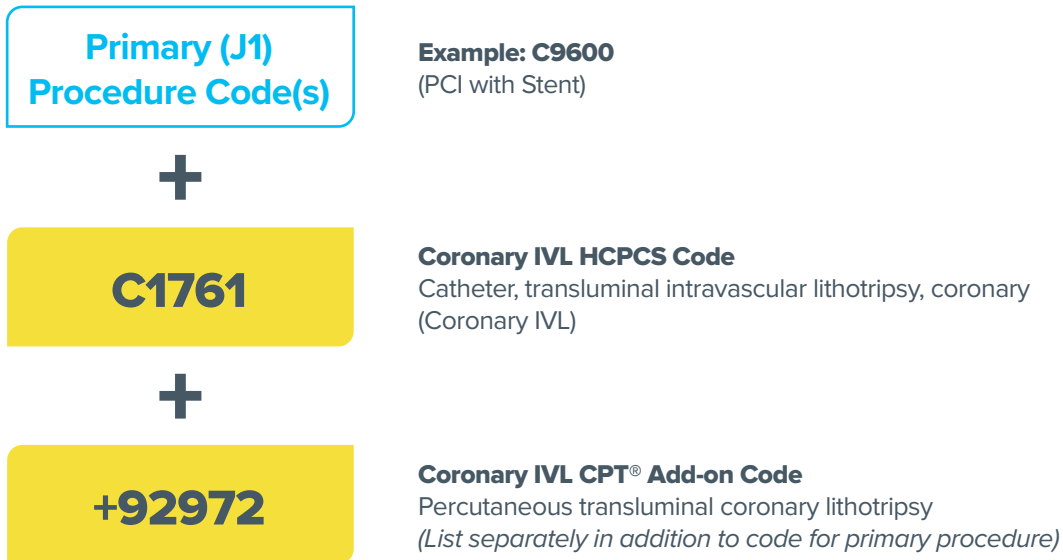 Primary (J1)
Procedure Code(s)
Example: C9600
(PCI with Stent)
+
C1761
Coronary IVL HCPCS Code
Catheter, transluminal intravascular lithotripsy, coronary
(Coronary IVL)
+
+92972
Coronary IVL CPT® Add-on Code
Percutaneous transluminal coronary lithotripsy
(List separately in addition to code for primary procedure)